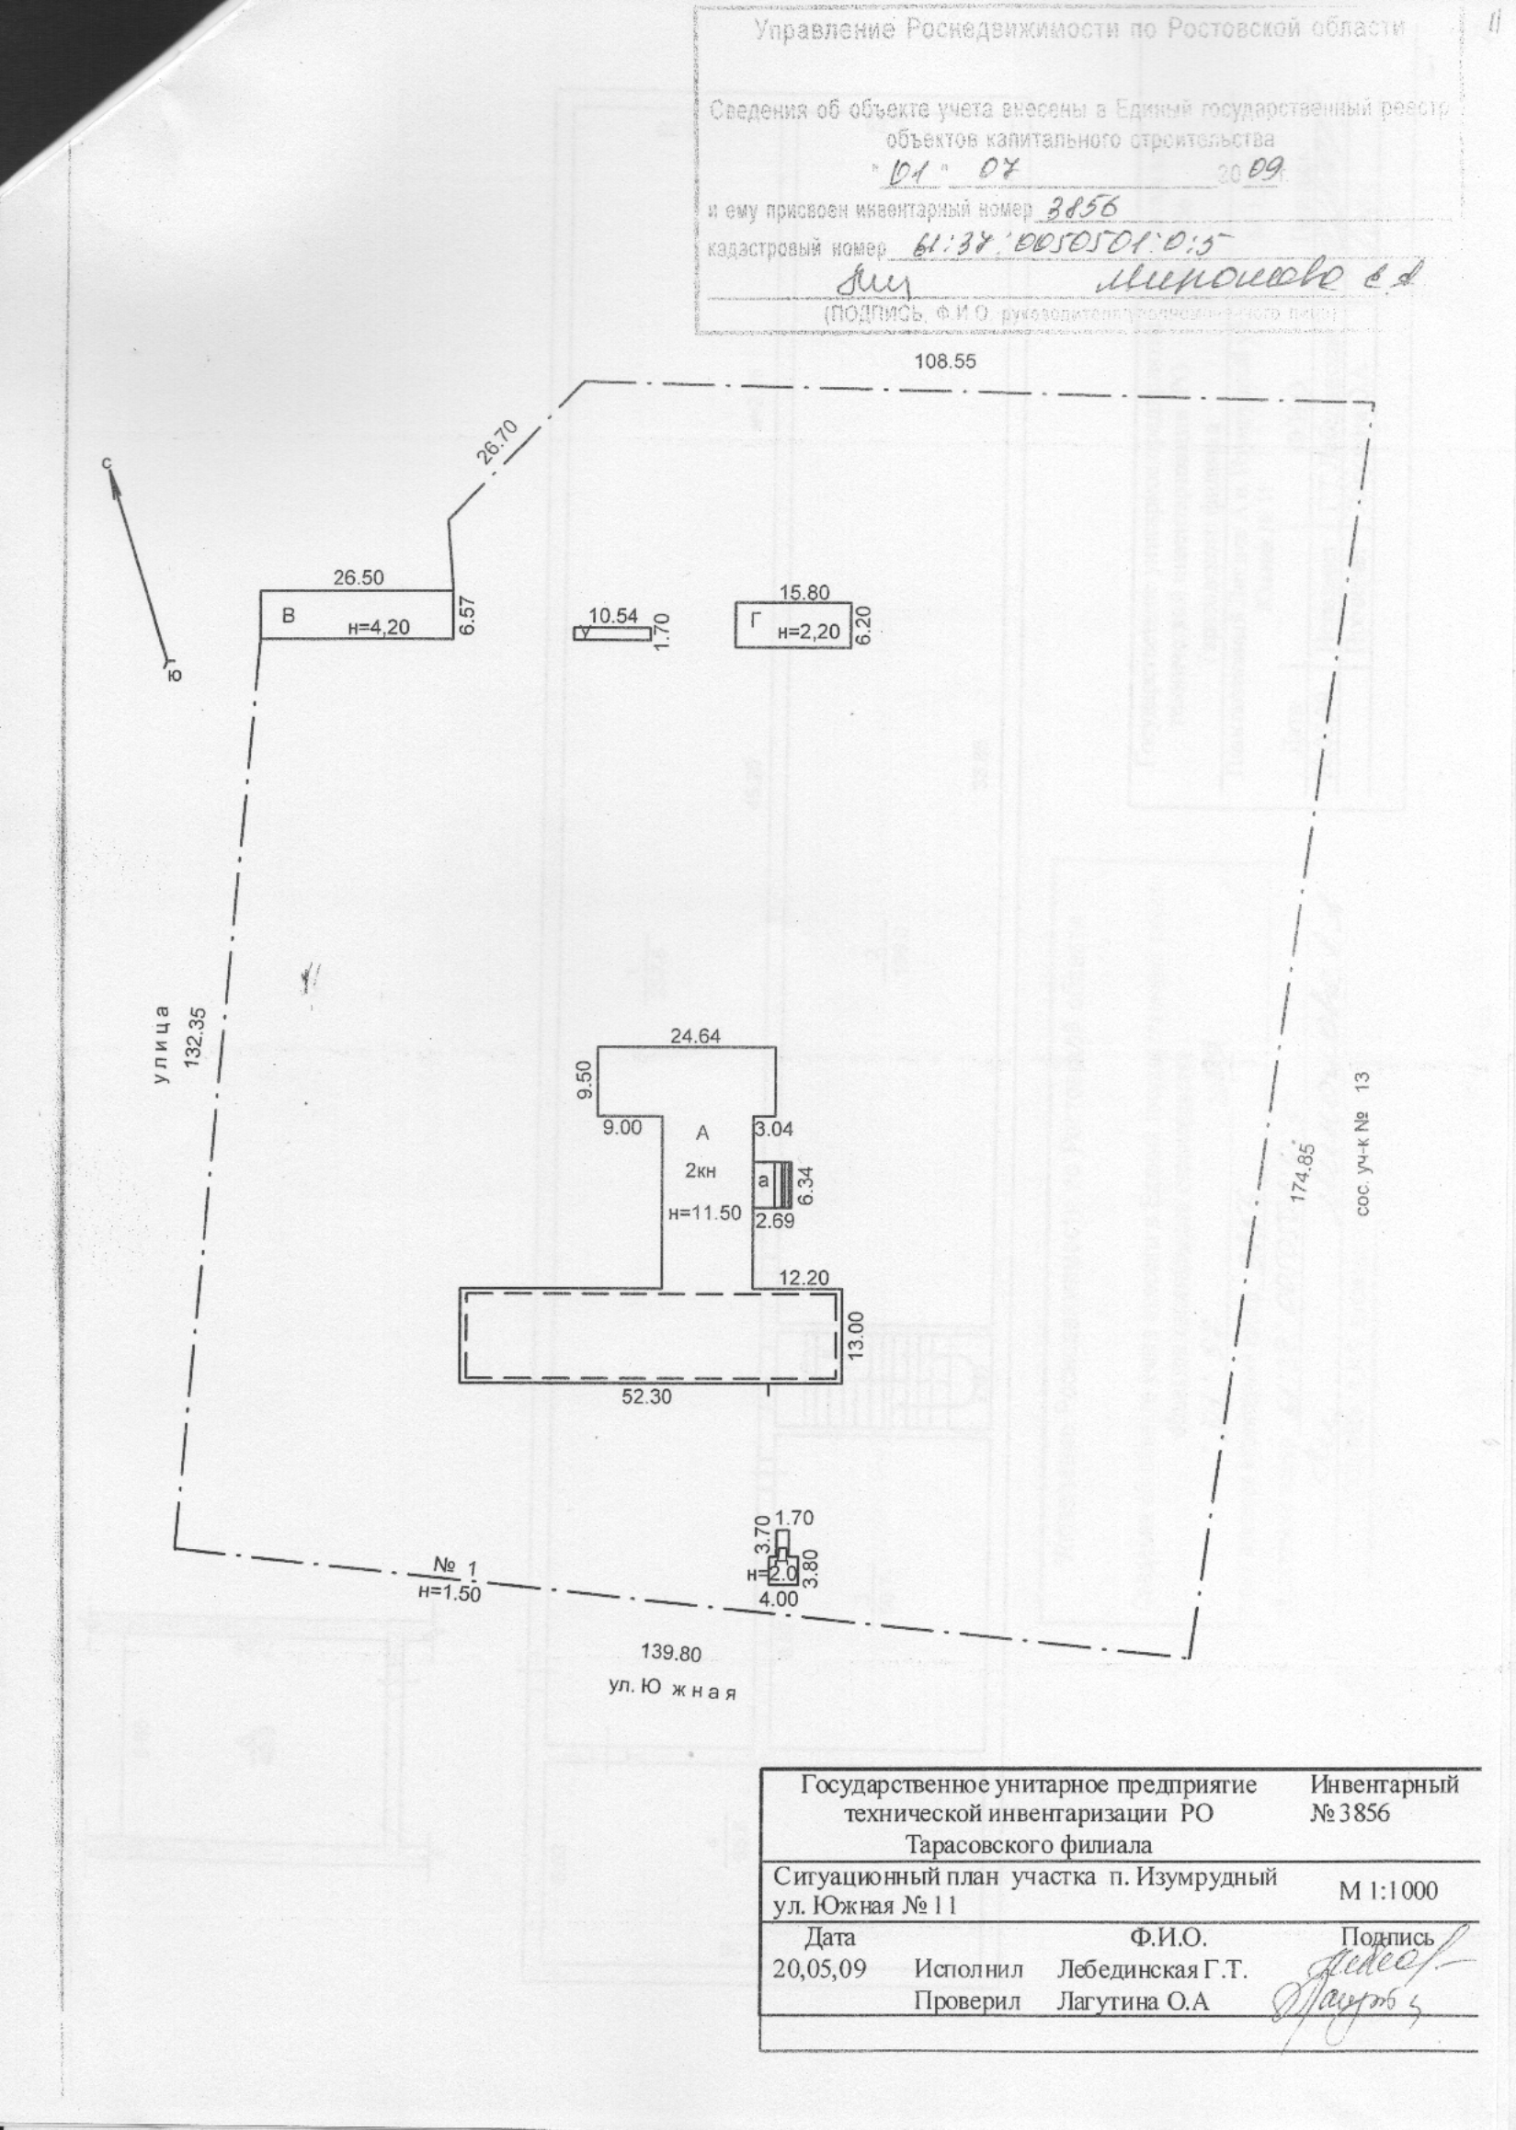 11
Управление Роснедвижимости по Ростовской области
Сведения об объекте учета внесены в Единый государственный реестр
объектов капитального строительства
" 01 " 07 20 09 г.
и ему присвоен инвентарный номер 3856
кадастровый номер 61:37:0050501:0:5
(ПОДПИСЬ, Ф.И.О. руководителя
108.55
26.70
с
ю
26.50
В
н=4,20
6.57
10.54
У
1.70
15.80
Г
н=2,20
6.20
улица
132.35
24.64
9.50
9.00
А
3.04
2кн
а
6.34
н=11.50
2.69
12.20
13.00
52.30
174.85
сос. уч-к № 13
3.70
1.70
н=2.0
3.80
4.00
№ 1
н=1.50
139.80
ул. Южная
Государственное унитарное предприятие Инвентарный
технической инвентаризации РО № 3856
Тарасовского филиала
Ситуационный план участка п. Изумрудный М 1:1000
ул. Южная № 11
Дата Ф.И.О. Подпись
20,05,09 Исполнил Лебединская Г.Т.
Проверил Лагутина О.А